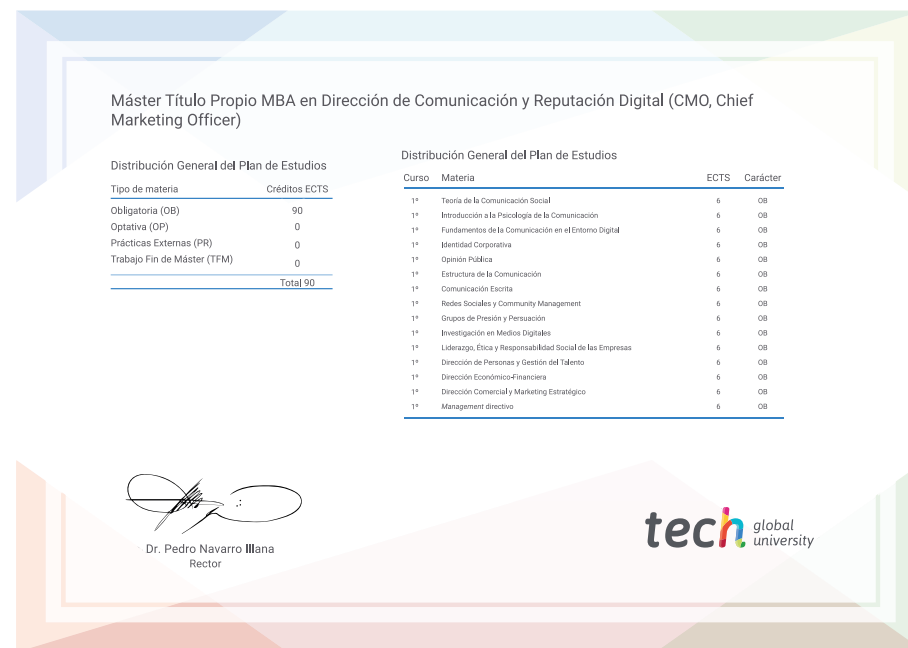 Máster Título Propio MBA en Dirección de Comunicación y Reputación Digital (CMO, Chief
Marketing Officer)
Distribución General del Plan de Estudios
Tipo de materia Créditos ECTS
Obligatoria (OB) 90
Optativa (OP) 0
Prácticas Externas (PR) 0
Trabajo Fin de Máster (TFM) 0
Total 90
Distribución General del Plan de Estudios
Curso Materia ECTS Carácter
1º Teoría de la Comunicación Social 6 OB
1º Introducción a la Psicología de la Comunicación 6 OB
1º Fundamentos de la Comunicación en el Entorno Digital 6 OB
1º Identidad Corporativa 6 OB
1º Opinión Pública 6 OB
1º Estructura de la Comunicación 6 OB
1º Comunicación Escrita 6 OB
1º Redes Sociales y Community Management 6 OB
1º Grupos de Presión y Persuación 6 OB
1º Investigación en Medios Digitales 6 OB
1º Liderazgo, Ética y Responsabilidad Social de las Empresas 6 OB
1º Dirección de Personas y Gestión del Talento 6 OB
1º Dirección Económico-Financiera 6 OB
1º Dirección Comercial y Marketing Estratégico 6 OB
1º Management directivo 6 OB
Dr. Pedro Navarro Illana
Rector
tech global
university